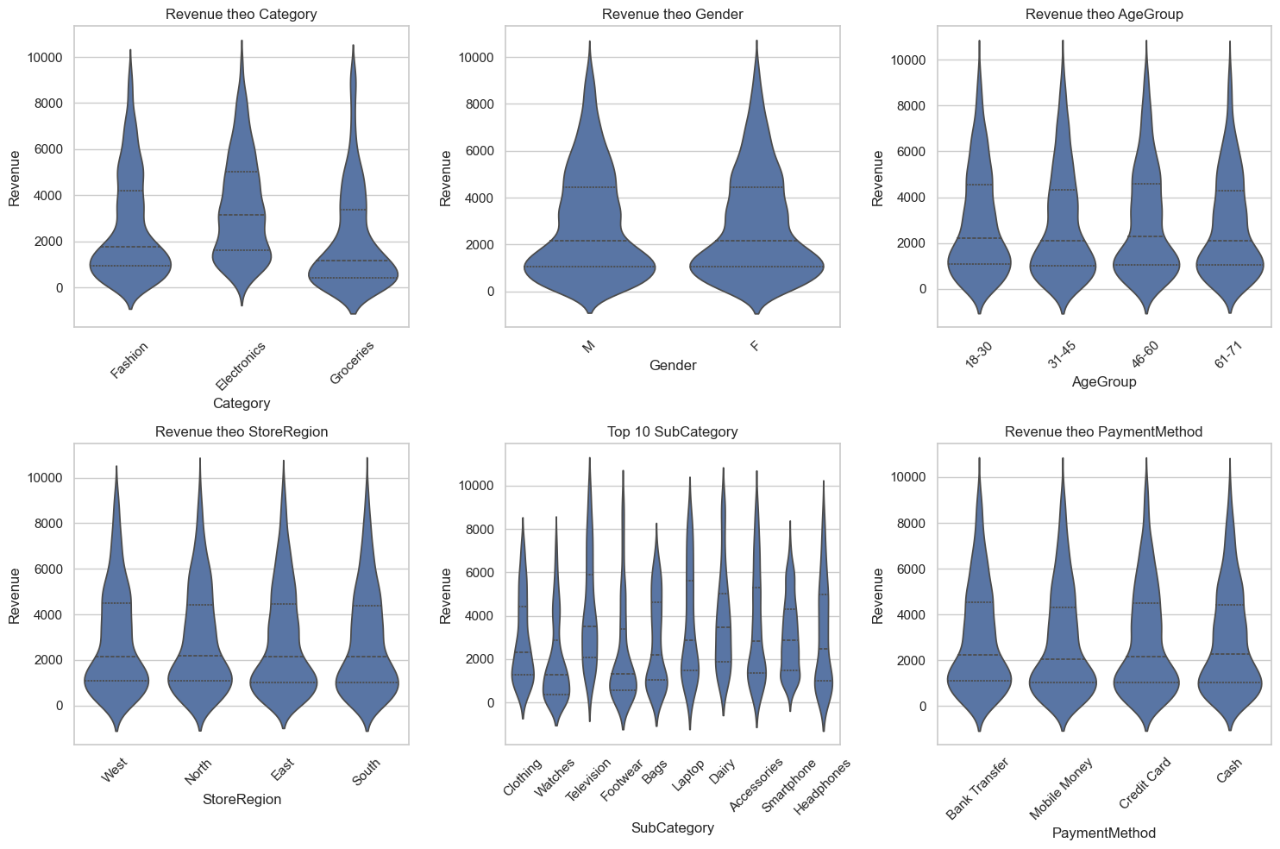 Revenue theo Category
10000
8000
6000
4000
2000
0
Revenue
Fashion
Electronics
Groceries
Category
Revenue theo Gender
10000
8000
6000
4000
2000
0
Revenue
M
F
Gender
Revenue theo AgeGroup
10000
8000
6000
4000
2000
0
Revenue
18-30
31-45
46-60
61-71
AgeGroup
Revenue theo StoreRegion
10000
8000
6000
4000
2000
0
Revenue
West
North
East
South
StoreRegion
Top 10 SubCategory
10000
8000
6000
4000
2000
0
Revenue
Clothing
Watches
Television
Footwear
Bags
Laptop
Dairy
Accessories
Smartphone
Headphones
SubCategory
Revenue theo PaymentMethod
10000
8000
6000
4000
2000
0
Revenue
Bank Transfer
Mobile Money
Credit Card
Cash
PaymentMethod